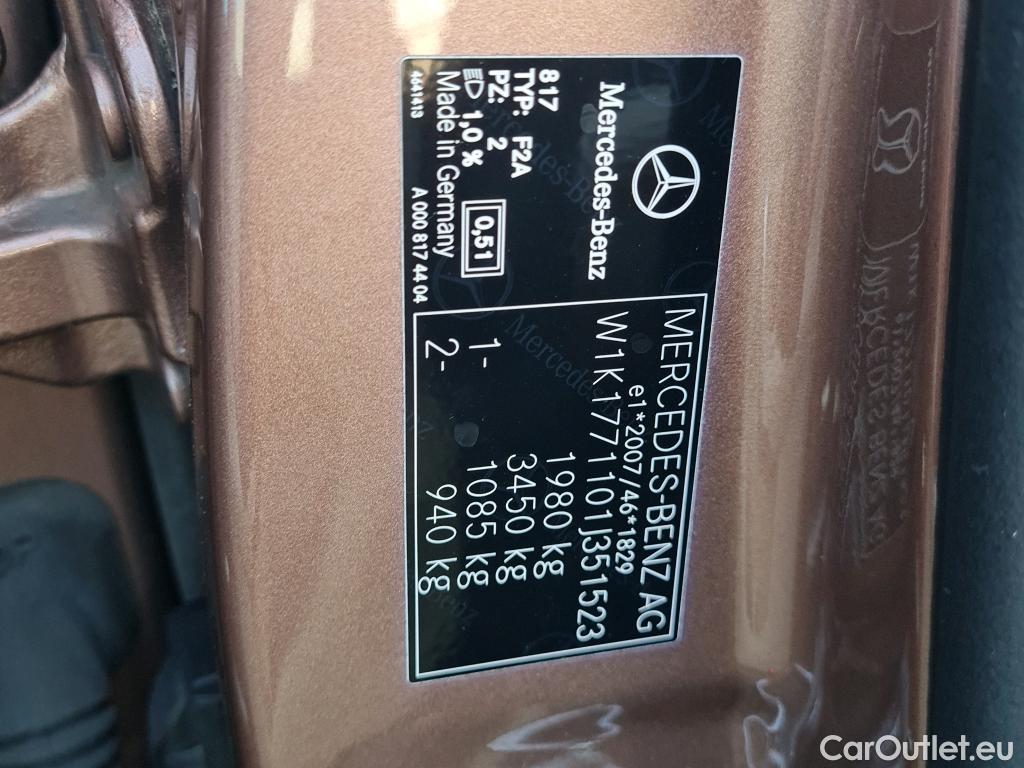 Mercedes-Benz
817
TYP: F2A
PZ: 2
1,0 %
0,51
Made in Germany
4641413
A 000 817 44 04
MERCEDES-BENZ AG
e1*2007/46*1829
W1K1771101J351523
1980 kg
3450 kg
1- 1085 kg
2- 940 kg
CarOutlet.eu